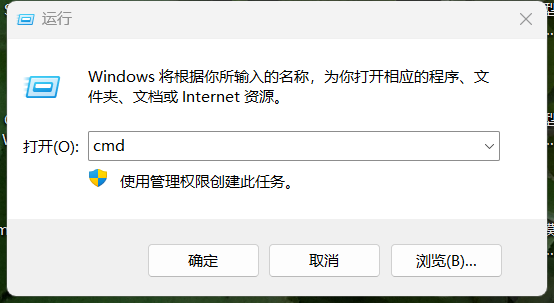 运行
Windows 将根据你所输入的名称，为你打开相应的程序、文
件夹、文档或 Internet 资源。
打开(O): cmd
使用管理权限创建此任务。
确定 取消 浏览(B)...